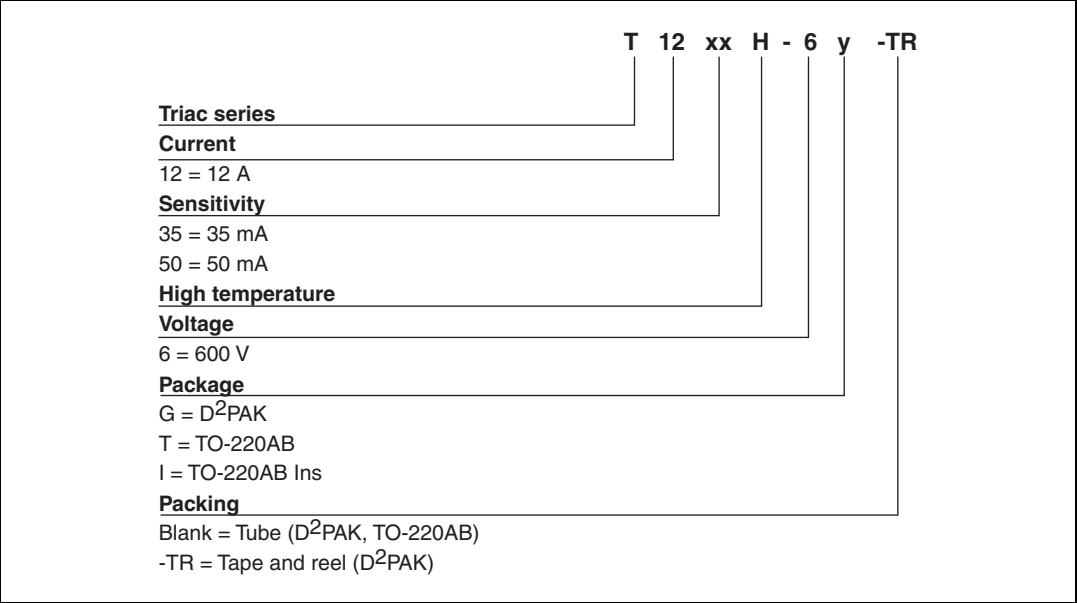 T 12 xx H - 6 y -TR
Triac series
Current
12 = 12 A
Sensitivity
35 = 35 mA
50 = 50 mA
High temperature
Voltage
6 = 600 V
Package
G = D²PAK
T = TO-220AB
I = TO-220AB Ins
Packing
Blank = Tube (D²PAK, TO-220AB)
-TR = Tape and reel (D²PAK)